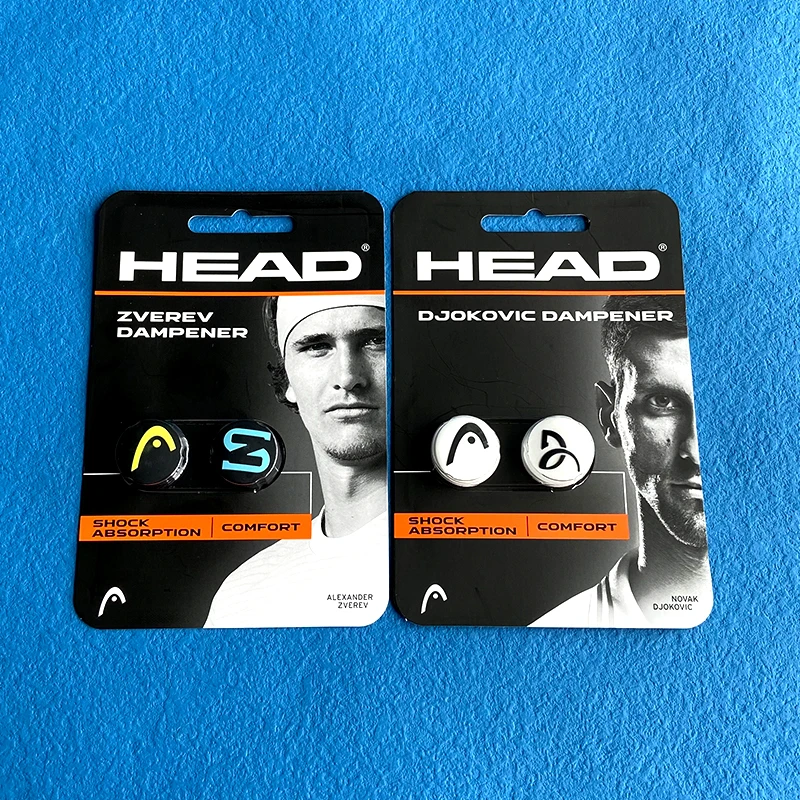 HEAD®
ZVEREV
DAMPENER
SHOCK
ABSORPTION | COMFORT
ALEXANDER
ZVEREV
HEAD®
DJOKOVIC DAMPENER
SHOCK
ABSORPTION | COMFORT
NOVAK
DJOKOVIC